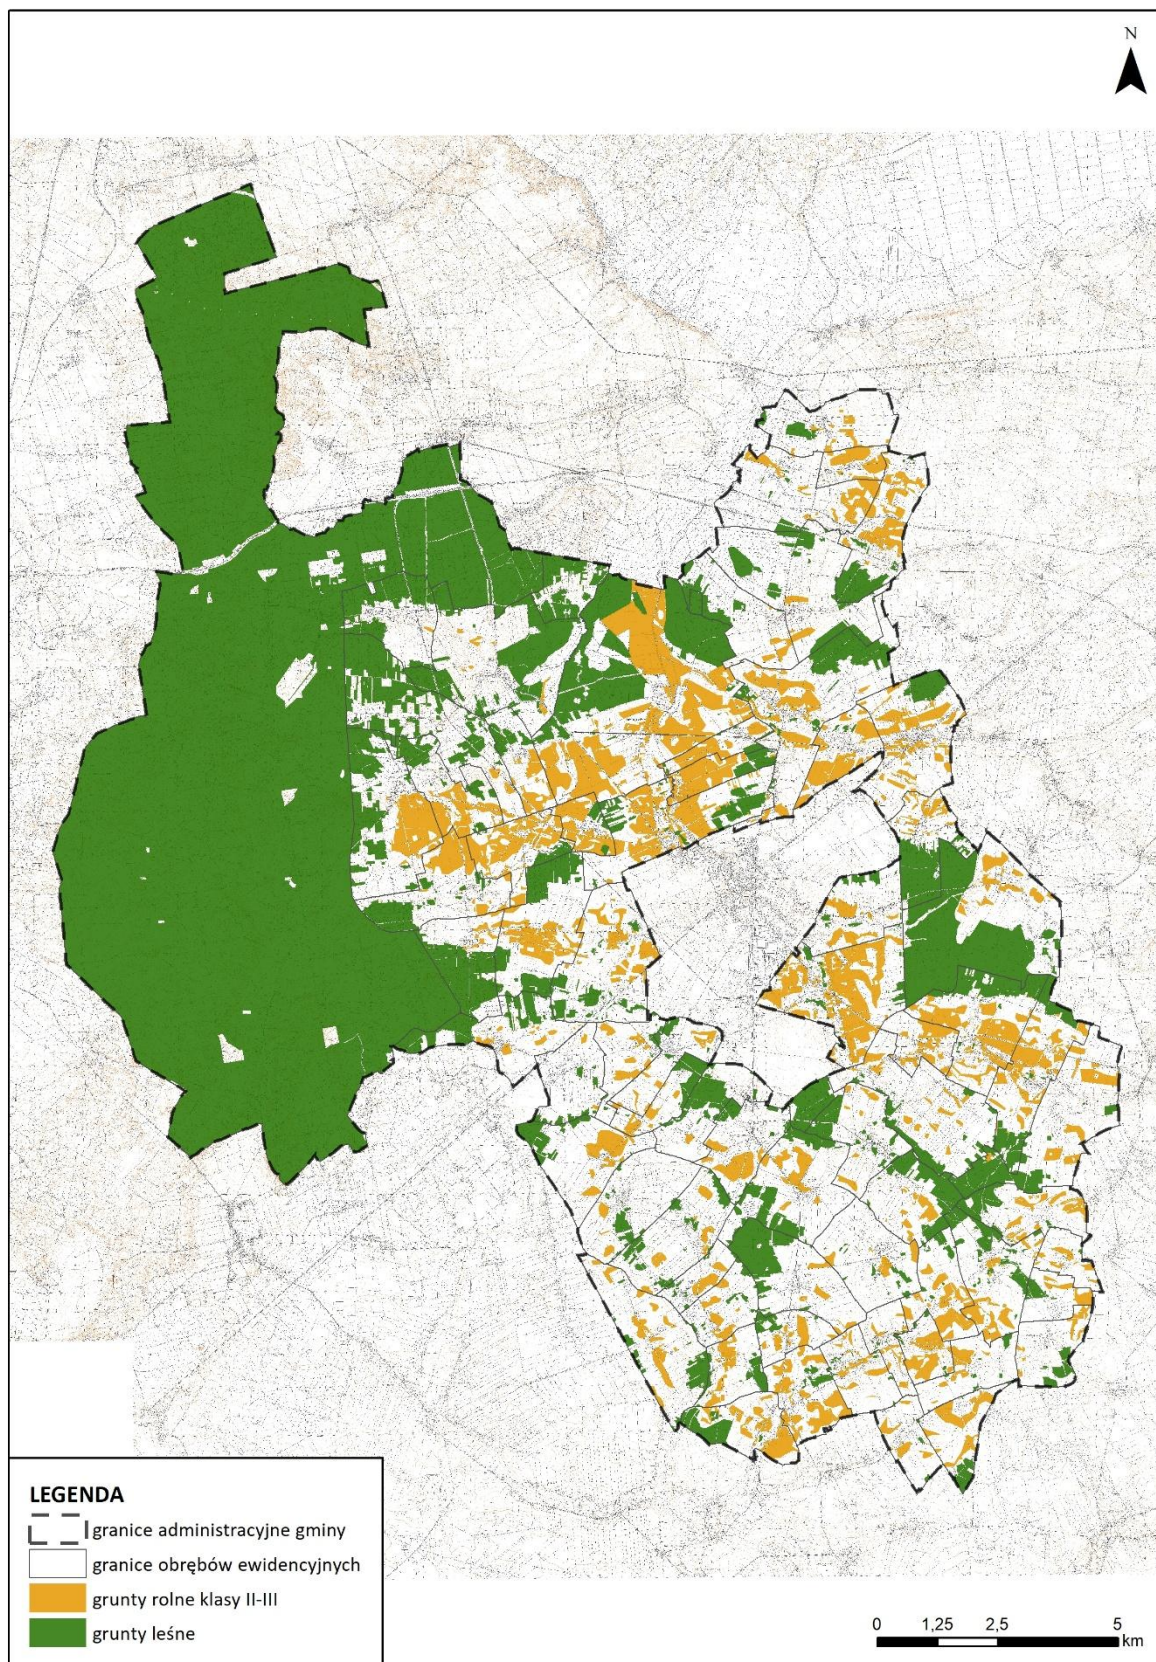 N
LEGENDA
granice administracyjne gminy
granice obrębów ewidencyjnych
grunty rolne klasy II-III
grunty leśne
0 1,25 2,5 5
km